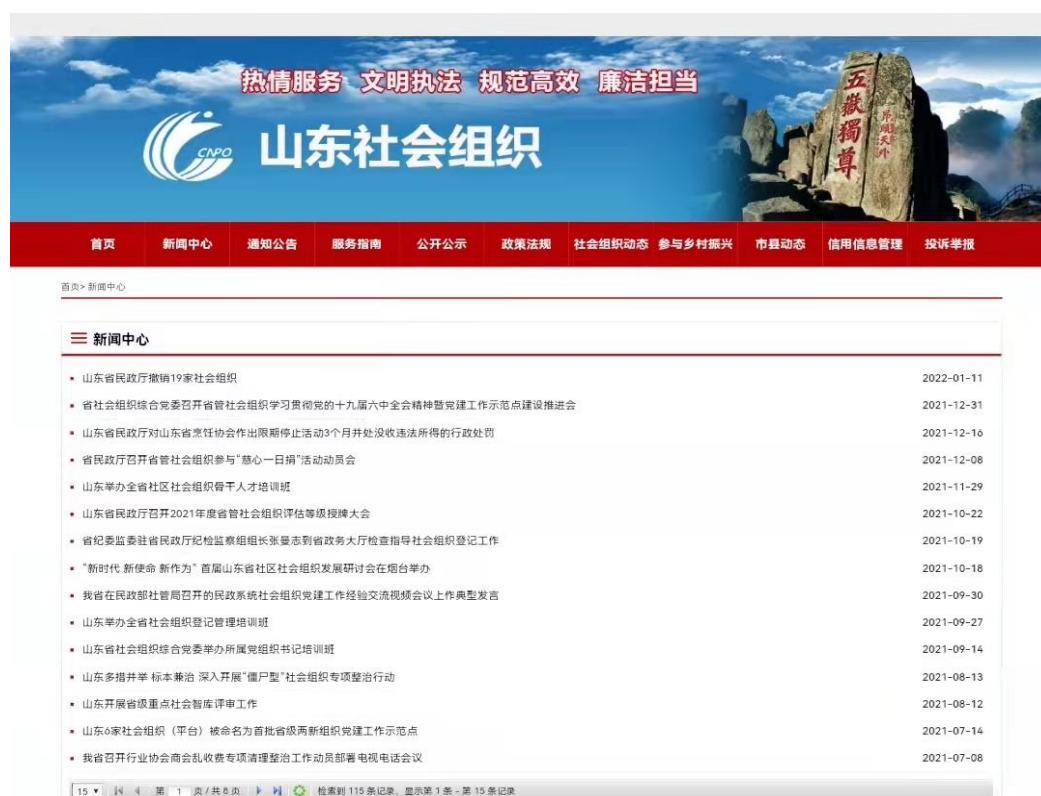 热情服务 文明执法 规范高效 廉洁担当
CNPO
山东社会组织
五嶽獨尊
昂頭天外
首页 新闻中心 通知公告 服务指南 公开公示 政策法规 社会组织动态 参与乡村振兴 市县动态 信用信息管理 投诉举报
首页> 新闻中心
新闻中心
山东省民政厅撤销19家社会组织 2022-01-11
省社会组织综合党委召开省管社会组织学习贯彻党的十九届六中全会精神暨党建工作示范点建设推进会 2021-12-31
山东省民政厅对山东省烹饪协会作出限期停止活动3个月并处没收违法所得的行政处罚 2021-12-16
省民政厅召开省管社会组织参与“慈心一日捐”活动动员会 2021-12-08
山东举办全省社区社会组织骨干人才培训班 2021-11-29
山东省民政厅召开2021年度省管社会组织评估等级授牌大会 2021-10-22
省纪委监委驻省民政厅纪检监察组组长张曼志到省政务大厅检查指导社会组织登记工作 2021-10-19
“新时代 新使命 新作为” 首届山东省社区社会组织发展研讨会在烟台举办 2021-10-18
我省在民政部社管局召开的民政系统社会组织党建工作经验交流视频会议上作典型发言 2021-09-30
山东举办全省社会组织登记管理培训班 2021-09-27
山东省社会组织综合党委举办所属党组织书记培训班 2021-09-14
山东多措并举 标本兼治 深入开展“僵尸型”社会组织专项整治行动 2021-08-13
山东开展省级重点社会智库评审工作 2021-08-12
山东6家社会组织（平台）被命名为首批省级两新组织党建工作示范点 2021-07-14
我省召开行业协会商会乱收费专项清理整治工作动员部署电视电话会议 2021-07-08
15 第 1 页/共8页 检索到 115 条记录，显示第 1 条 - 第 15 条记录